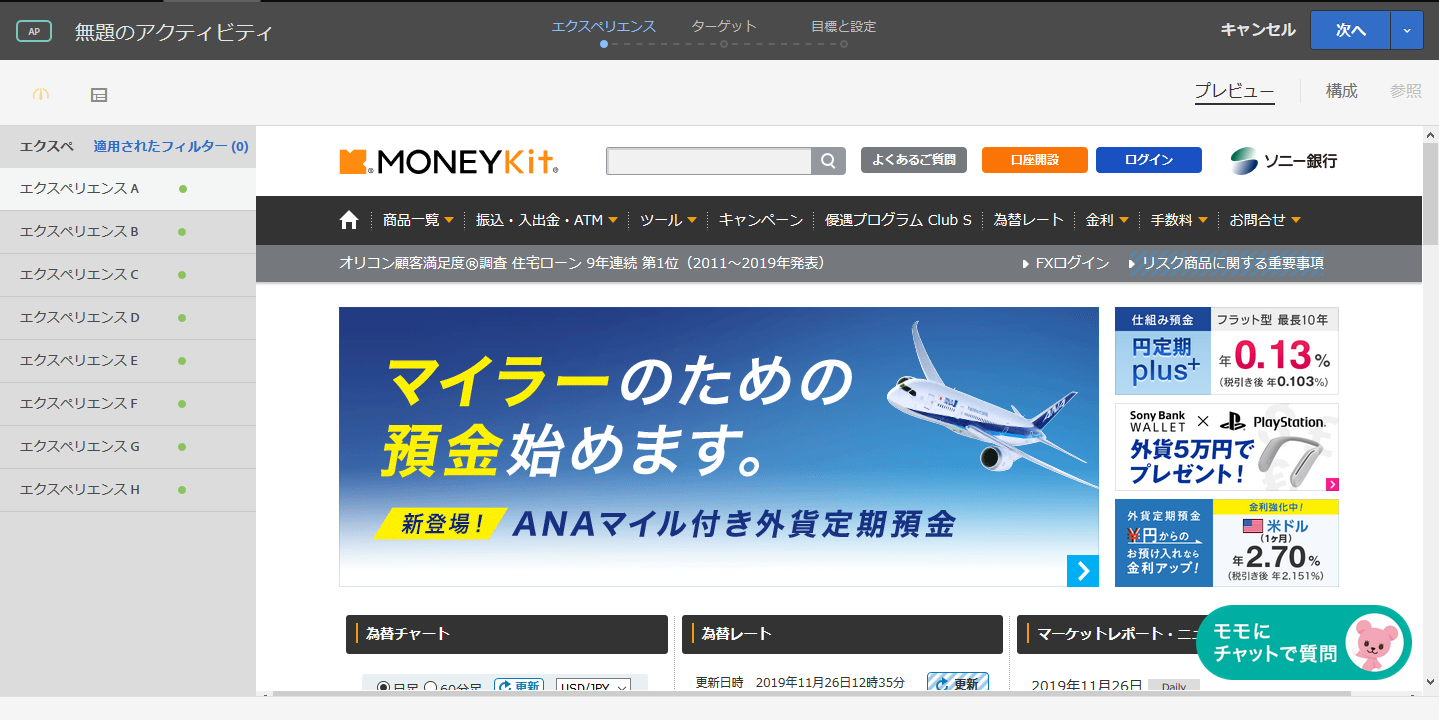 AP 無題のアクティビティ
エクスペリエンス ターゲット 目標と設定
キャンセル 次へ
プレビュー 構成 参照
エクスペ 適用されたフィルター (0)
エクスペリエンス A
エクスペリエンス B
エクスペリエンス C
エクスペリエンス D
エクスペリエンス E
エクスペリエンス F
エクスペリエンス G
エクスペリエンス H
MONEYKit
よくあるご質問 口座開設 ログイン ソニー銀行
商品一覧 振込・入出金・ATM ツール キャンペーン 優遇プログラム Club S 為替レート 金利 手数料 お問合せ
オリコン顧客満足度®調査 住宅ローン 9年連続 第1位（2011～2019年発表） FXログイン リスク商品に関する重要事項
マイラーのための
預金始めます。
新登場！ ANAマイル付き外貨定期預金
ANA
仕組み預金 フラット型 最長10年
円定期 plus+ 年0.13%
(税引き後 年0.103%)
Sony Bank WALLET × PlayStation.
外貨5万円で
プレゼント！
外貨定期預金 金利強化中！
¥円からの 米ドル
(1ヶ月)
お預け入れなら 年2.70%
金利アップ！ (税引き後 年2.151%)
為替チャート 為替レート マーケットレポート・ニュ
日足 60分足 更新 USD/JPY
更新日時 2019年11月26日12時35分 更新
2019年11月26日 Daily
モモに
チャットで質問